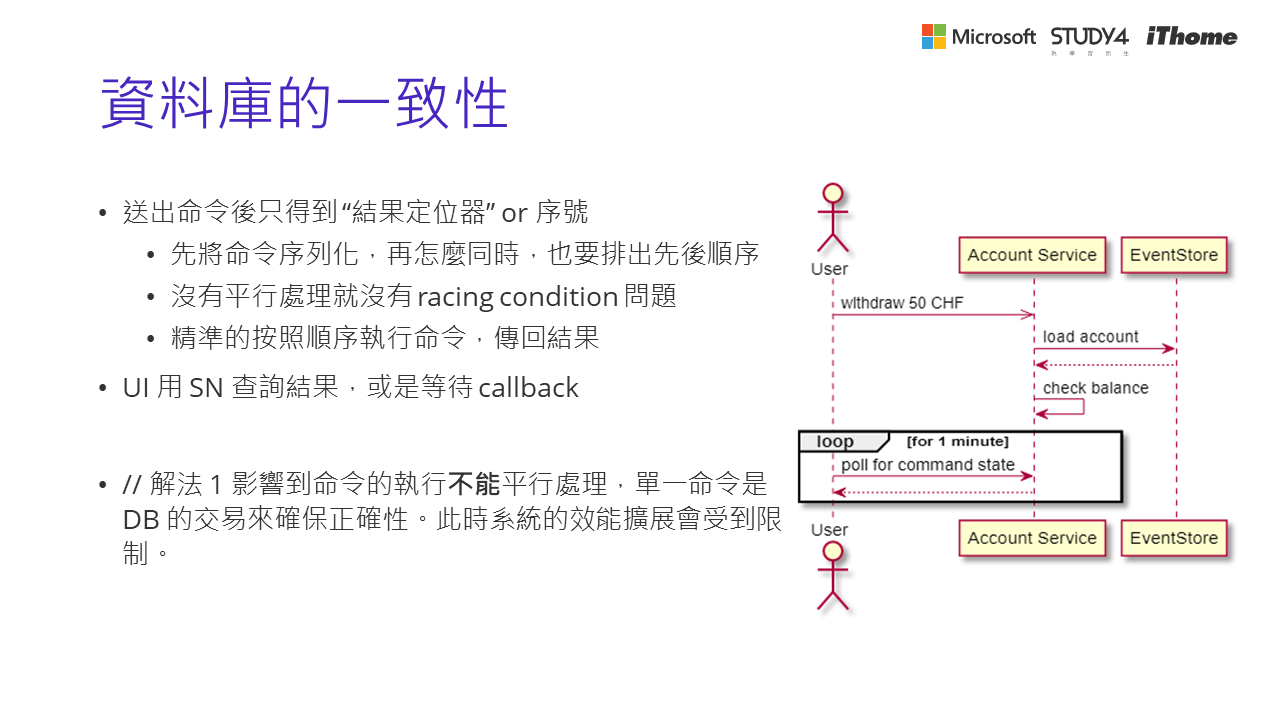 Microsoft STUDY4 iThome
為 學 習 而 生
資料庫的一致性
• 送出命令後只得到 “結果定位器” or 序號
• 先將命令序列化，再怎麼同時，也要排出先後順序
• 沒有平行處理就沒有 racing condition 問題
• 精準的按照順序執行命令，傳回結果
• UI 用 SN 查詢結果，或是等待 callback
• // 解法 1 影響到命令的執行不能平行處理，單一命令是
DB 的交易來確保正確性。此時系統的效能擴展會受到限
制。
User
Account Service
EventStore
withdraw 50 CHF
load account
check balance
loop [for 1 minute]
poll for command state
User
Account Service
EventStore